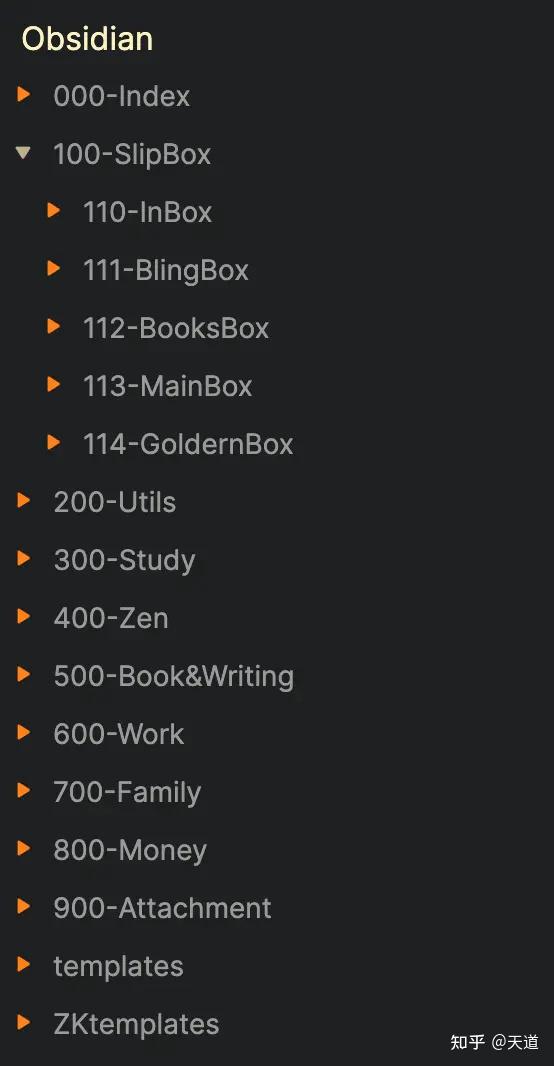 Obsidian
000-Index
100-SlipBox
110-InBox
111-BlingBox
112-BooksBox
113-MainBox
114-GoldernBox
200-Utils
300-Study
400-Zen
500-Book&Writing
600-Work
700-Family
800-Money
900-Attachment
templates
ZKtemplates
知乎 @天道